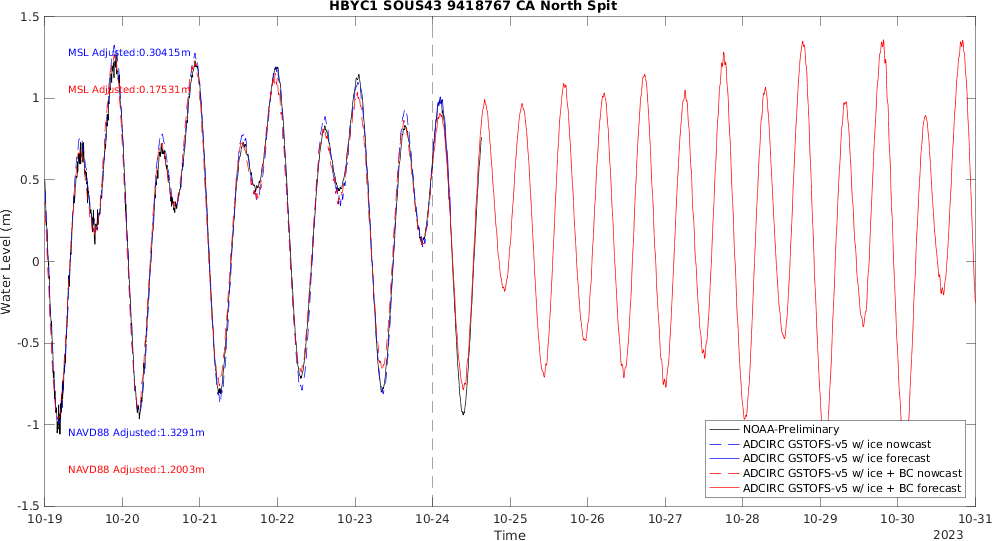 HBYC1 SOUS43 9418767 CA North Spit
1.5
1
0.5
0
-0.5
-1
-1.5
Water Level (m)
MSL Adjusted:0.30415m
MSL Adjusted:0.17531m
NAVD88 Adjusted:1.3291m
NAVD88 Adjusted:1.2003m
NOAA-Preliminary
ADCIRC GSTOFS-v5 w/ ice nowcast
ADCIRC GSTOFS-v5 w/ ice forecast
ADCIRC GSTOFS-v5 w/ ice + BC nowcast
ADCIRC GSTOFS-v5 w/ ice + BC forecast
10-19 10-20 10-21 10-22 10-23 10-24 10-25 10-26 10-27 10-28 10-29 10-30 10-31
Time
2023